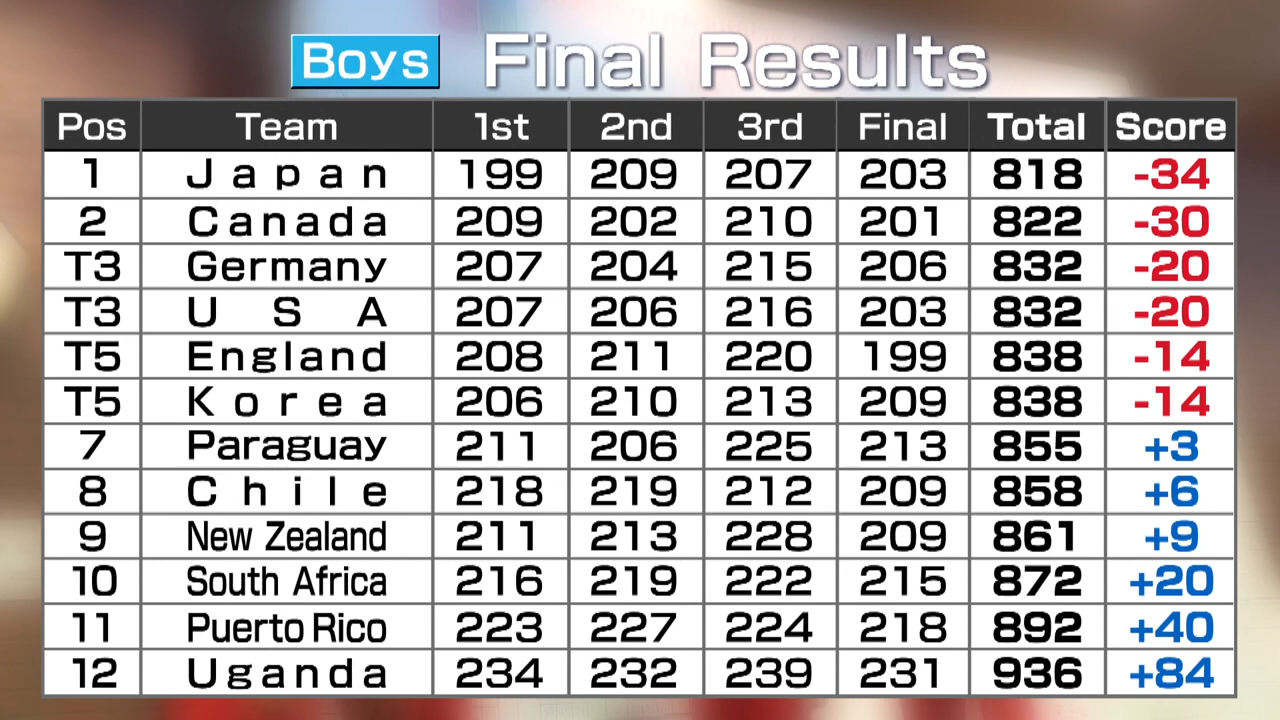 Boys Final Results
Pos Team 1st 2nd 3rd Final Total Score
1 Japan 199 209 207 203 818 -34
2 Canada 209 202 210 201 822 -30
T3 Germany 207 204 215 206 832 -20
T3 USA 207 206 216 203 832 -20
T5 England 208 211 220 199 838 -14
T5 Korea 206 210 213 209 838 -14
7 Paraguay 211 206 225 213 855 +3
8 Chile 218 219 212 209 858 +6
9 New Zealand 211 213 228 209 861 +9
10 South Africa 216 219 222 215 872 +20
11 Puerto Rico 223 227 224 218 892 +40
12 Uganda 234 232 239 231 936 +84